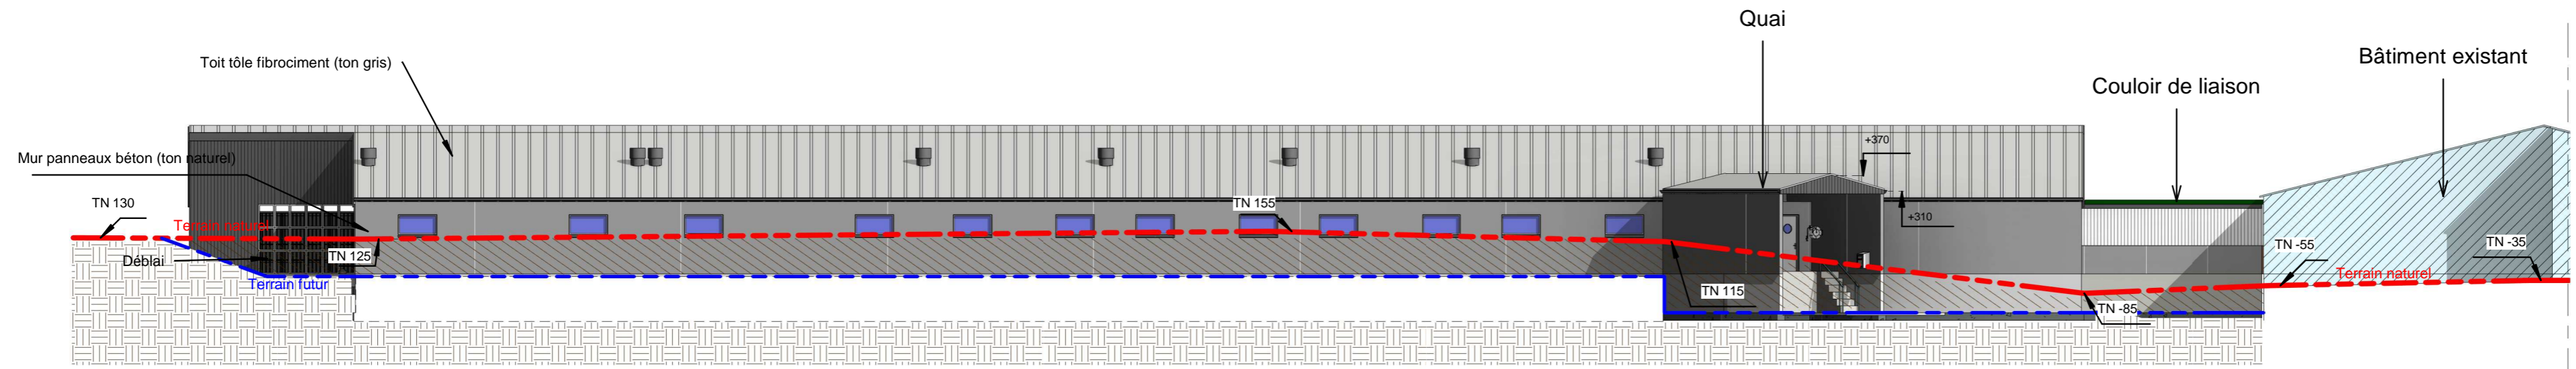 Quai
Bâtiment existant
Toit tôle fibrociment (ton gris)
Couloir de liaison
+370
Mur panneaux béton (ton naturel)
TN 130
TN 155
+310
Terrain naturel
TN 125
Déblai
TN -55
TN -35
Terrain naturel
Terrain futur
TN 115
TN -85